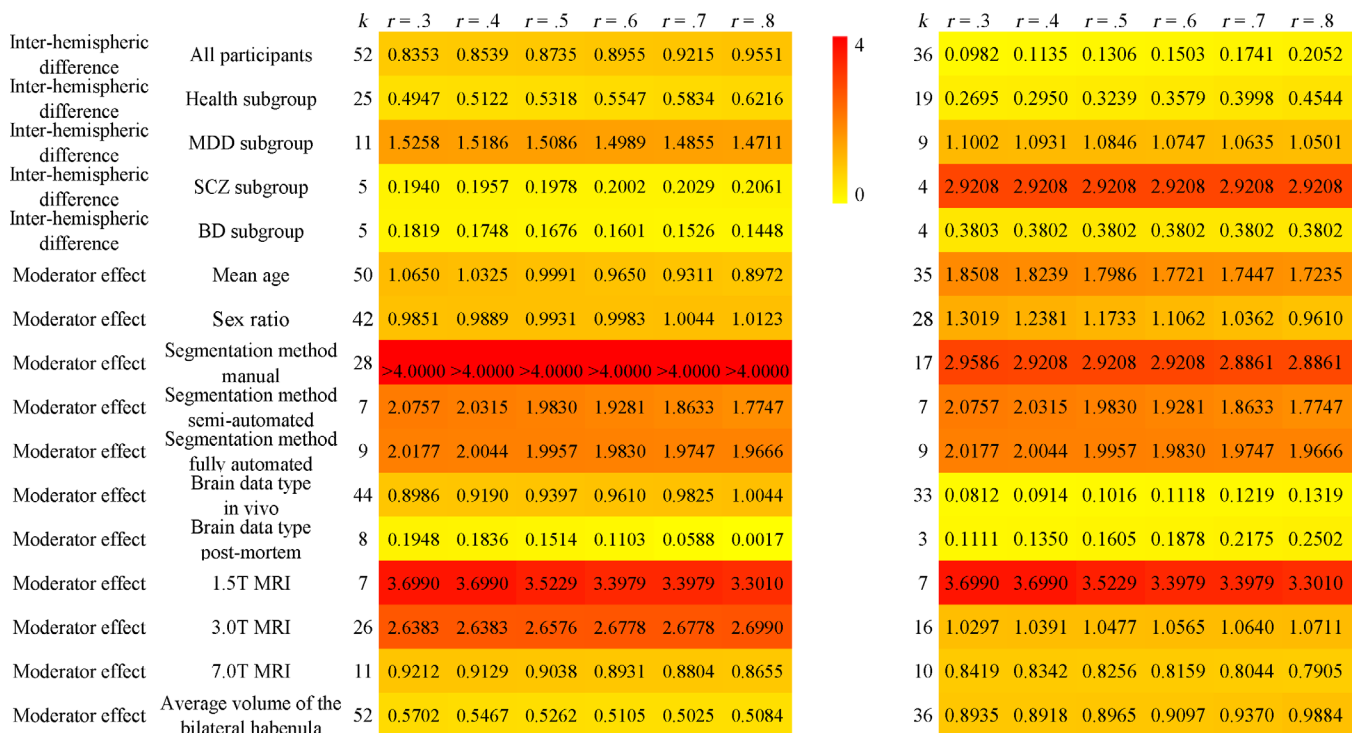 k r = .3 r = .4 r = .5 r = .6 r = .7 r = .8 k r = .3 r = .4 r = .5 r = .6 r = .7 r = .8
Inter-hemispheric
difference All participants 52 0.8353 0.8539 0.8735 0.8955 0.9215 0.9551 4 36 0.0982 0.1135 0.1306 0.1503 0.1741 0.2052
Inter-hemispheric
difference Health subgroup 25 0.4947 0.5122 0.5318 0.5547 0.5834 0.6216 19 0.2695 0.2950 0.3239 0.3579 0.3998 0.4544
Inter-hemispheric
difference MDD subgroup 11 1.5258 1.5186 1.5086 1.4989 1.4855 1.4711 9 1.1002 1.0931 1.0846 1.0747 1.0635 1.0501
Inter-hemispheric
difference SCZ subgroup 5 0.1940 0.1957 0.1978 0.2002 0.2029 0.2061 0 4 2.9208 2.9208 2.9208 2.9208 2.9208 2.9208
Inter-hemispheric
difference BD subgroup 5 0.1819 0.1748 0.1676 0.1601 0.1526 0.1448 4 0.3803 0.3802 0.3802 0.3802 0.3802 0.3802
Moderator effect Mean age 50 1.0650 1.0325 0.9991 0.9650 0.9311 0.8972 35 1.8508 1.8239 1.7986 1.7721 1.7447 1.7235
Moderator effect Sex ratio 42 0.9851 0.9889 0.9931 0.9983 1.0044 1.0123 28 1.3019 1.2381 1.1733 1.1062 1.0362 0.9610
Segmentation method
Moderator effect manual 28 >4.0000 >4.0000 >4.0000 >4.0000 >4.0000 >4.0000 17 2.9586 2.9208 2.9208 2.9208 2.8861 2.8861
Segmentation method
Moderator effect semi-automated 7 2.0757 2.0315 1.9830 1.9281 1.8633 1.7747 7 2.0757 2.0315 1.9830 1.9281 1.8633 1.7747
Segmentation method
Moderator effect fully automated 9 2.0177 2.0044 1.9957 1.9830 1.9747 1.9666 9 2.0177 2.0044 1.9957 1.9830 1.9747 1.9666
Brain data type
Moderator effect in vivo 44 0.8986 0.9190 0.9397 0.9610 0.9825 1.0044 33 0.0812 0.0914 0.1016 0.1118 0.1219 0.1319
Brain data type
Moderator effect post-mortem 8 0.1948 0.1836 0.1514 0.1103 0.0588 0.0017 3 0.1111 0.1350 0.1605 0.1878 0.2175 0.2502
Moderator effect 1.5T MRI 7 3.6990 3.6990 3.5229 3.3979 3.3979 3.3010 7 3.6990 3.6990 3.5229 3.3979 3.3979 3.3010
Moderator effect 3.0T MRI 26 2.6383 2.6383 2.6576 2.6778 2.6778 2.6990 16 1.0297 1.0391 1.0477 1.0565 1.0640 1.0711
Moderator effect 7.0T MRI 11 0.9212 0.9129 0.9038 0.8931 0.8804 0.8655 10 0.8419 0.8342 0.8256 0.8159 0.8044 0.7905
Average volume of the
Moderator effect bilateral habenula 52 0.5702 0.5467 0.5262 0.5105 0.5025 0.5084 36 0.8935 0.8918 0.8965 0.9097 0.9370 0.9884